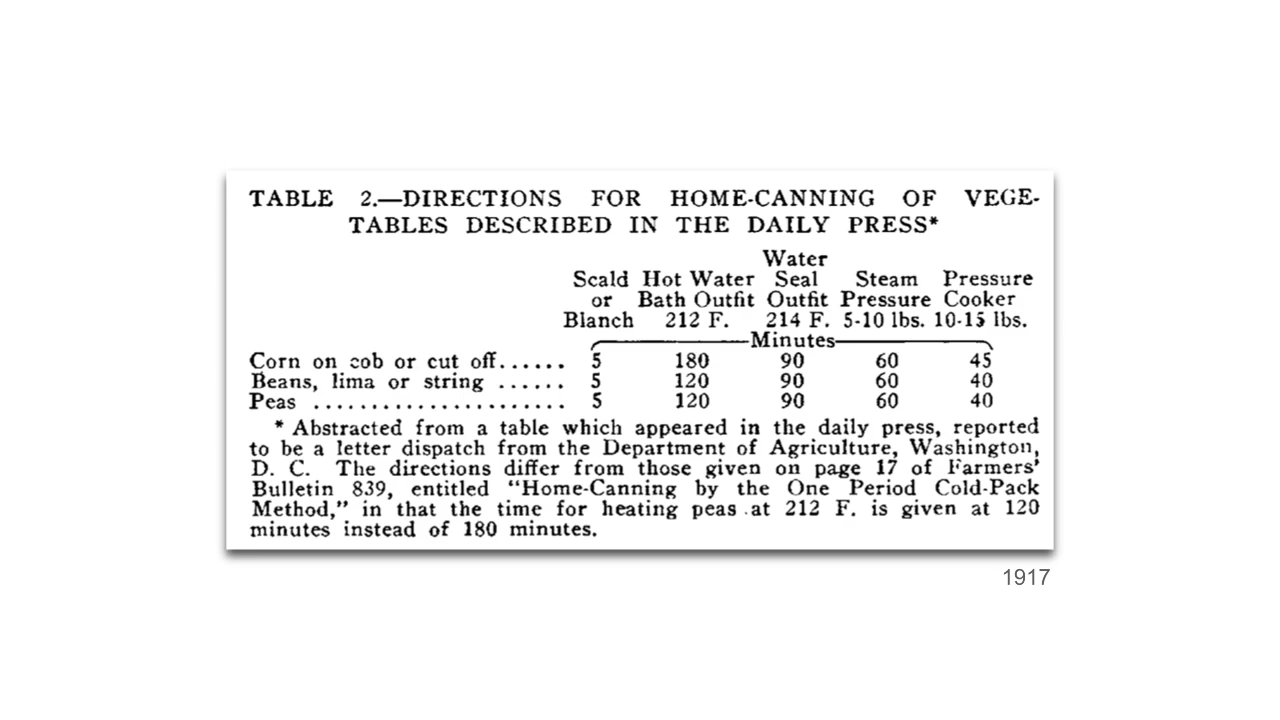 TABLE 2.—DIRECTIONS FOR HOME-CANNING OF VEGE-
TABLES DESCRIBED IN THE DAILY PRESS*
Water
Scald Hot Water Seal Steam Pressure
or Bath Outfit Outfit Pressure Cooker
Blanch 212 F. 214 F. 5-10 lbs. 10-15 lbs.
Minutes
Corn on cob or cut off...... 5 180 90 60 45
Beans, lima or string ...... 5 120 90 60 40
Peas ...................... 5 120 90 60 40
* Abstracted from a table which appeared in the daily press, reported
to be a letter dispatch from the Department of Agriculture, Washington,
D. C. The directions differ from those given on page 17 of Farmers'
Bulletin 839, entitled "Home-Canning by the One Period Cold-Pack
Method," in that the time for heating peas at 212 F. is given at 120
minutes instead of 180 minutes.
1917